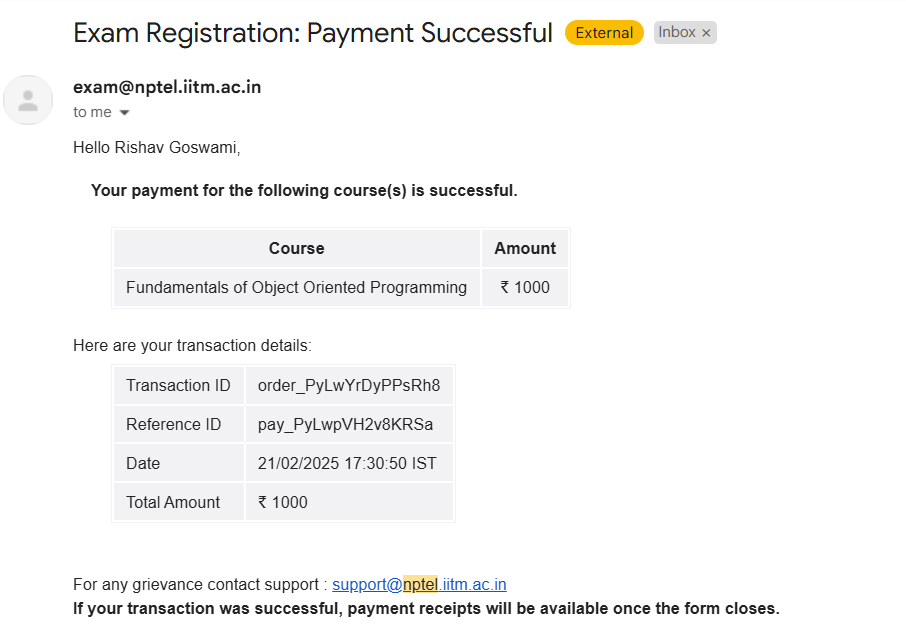 Exam Registration: Payment Successful External Inbox ×
exam@nptel.iitm.ac.in
to me
Hello Rishav Goswami,
Your payment for the following course(s) is successful.
Course Amount
Fundamentals of Object Oriented Programming ₹ 1000
Here are your transaction details:
Transaction ID order_PyLwYrDyPPsRh8
Reference ID pay_PyLwpVH2v8KRSa
Date 21/02/2025 17:30:50 IST
Total Amount ₹ 1000
For any grievance contact support : support@nptel.iitm.ac.in
If your transaction was successful, payment receipts will be available once the form closes.